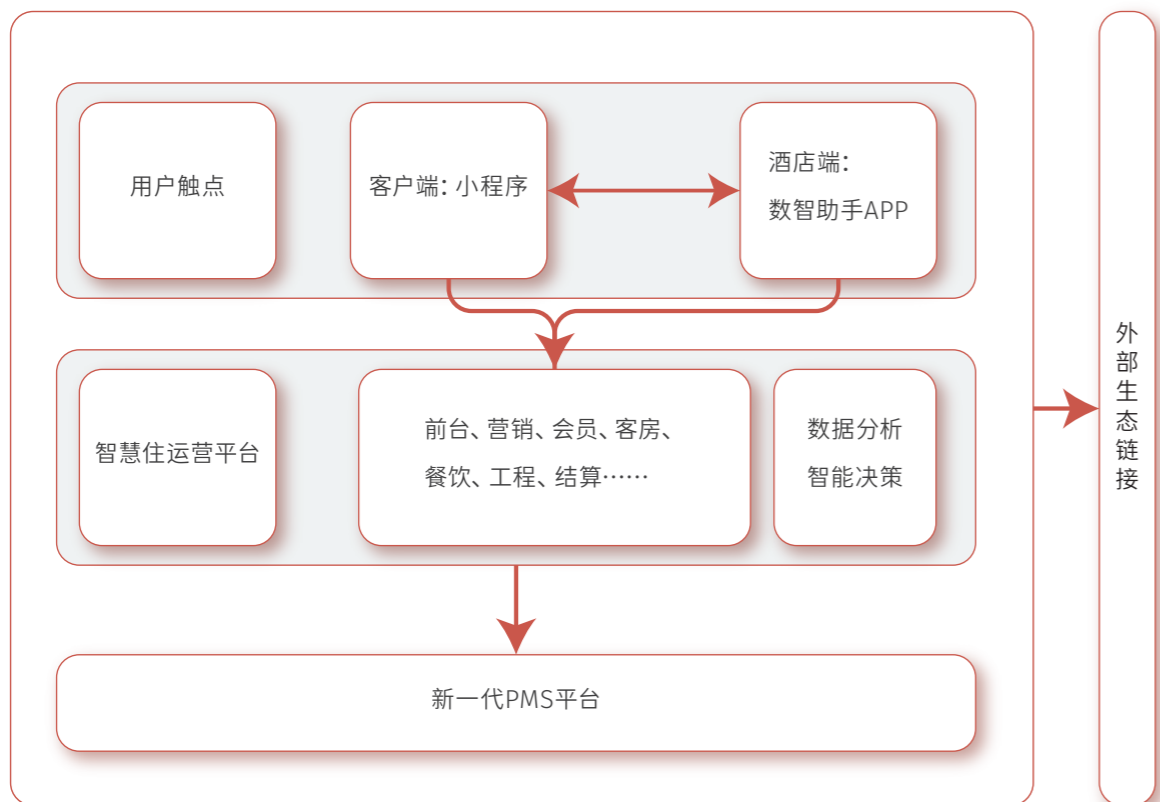 用户触点
客户端：小程序
酒店端：
数智助手APP
智慧住运营平台
前台、营销、会员、客房、
餐饮、工程、结算……
数据分析
智能决策
新一代PMS平台
外部生态链接